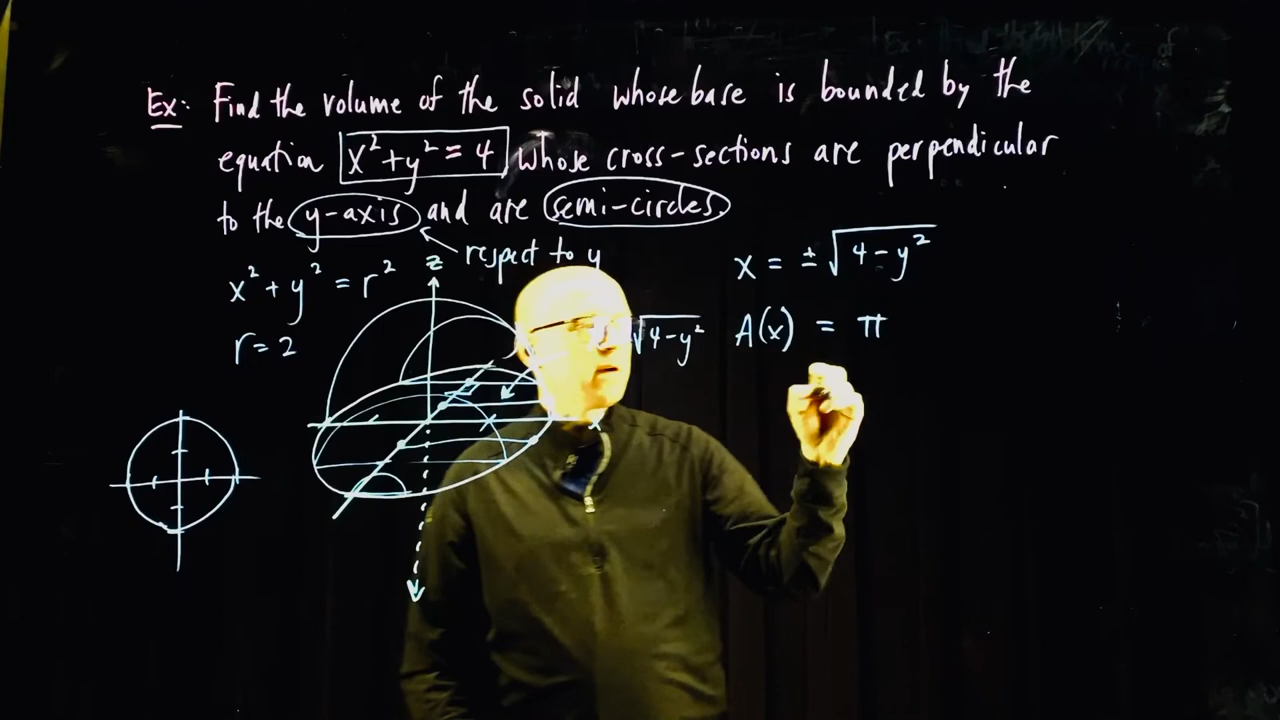 Ex: Find the volume of the solid whose base is bounded by the
equation x² + y² = 4 whose cross-sections are perpendicular
to the y-axis and are semi-circles.
respect to y
x² + y² = r²
r = 2
z
√4-y²
x = ±√4-y²
A(x) = π